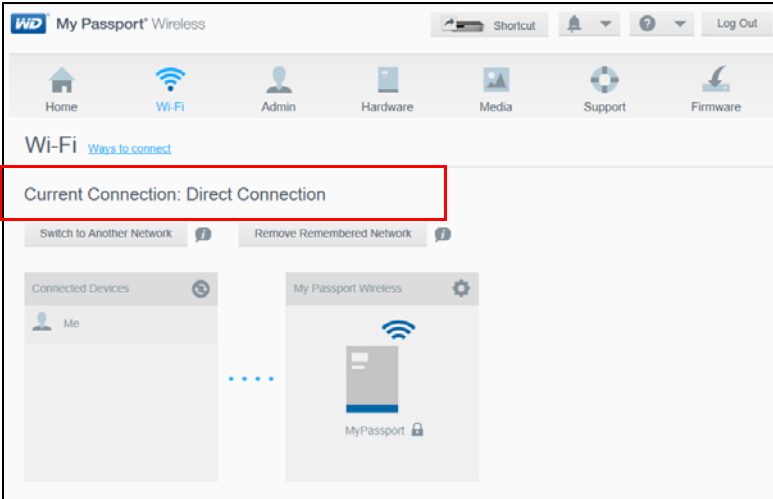 WD My Passport® Wireless
Shortcut
Log Out
Home Wi-Fi Admin Hardware Media Support Firmware
Wi-Fi Ways to connect
Current Connection: Direct Connection
Switch to Another Network i Remove Remembered Network i
Connected Devices My Passport Wireless
Me
MyPassport